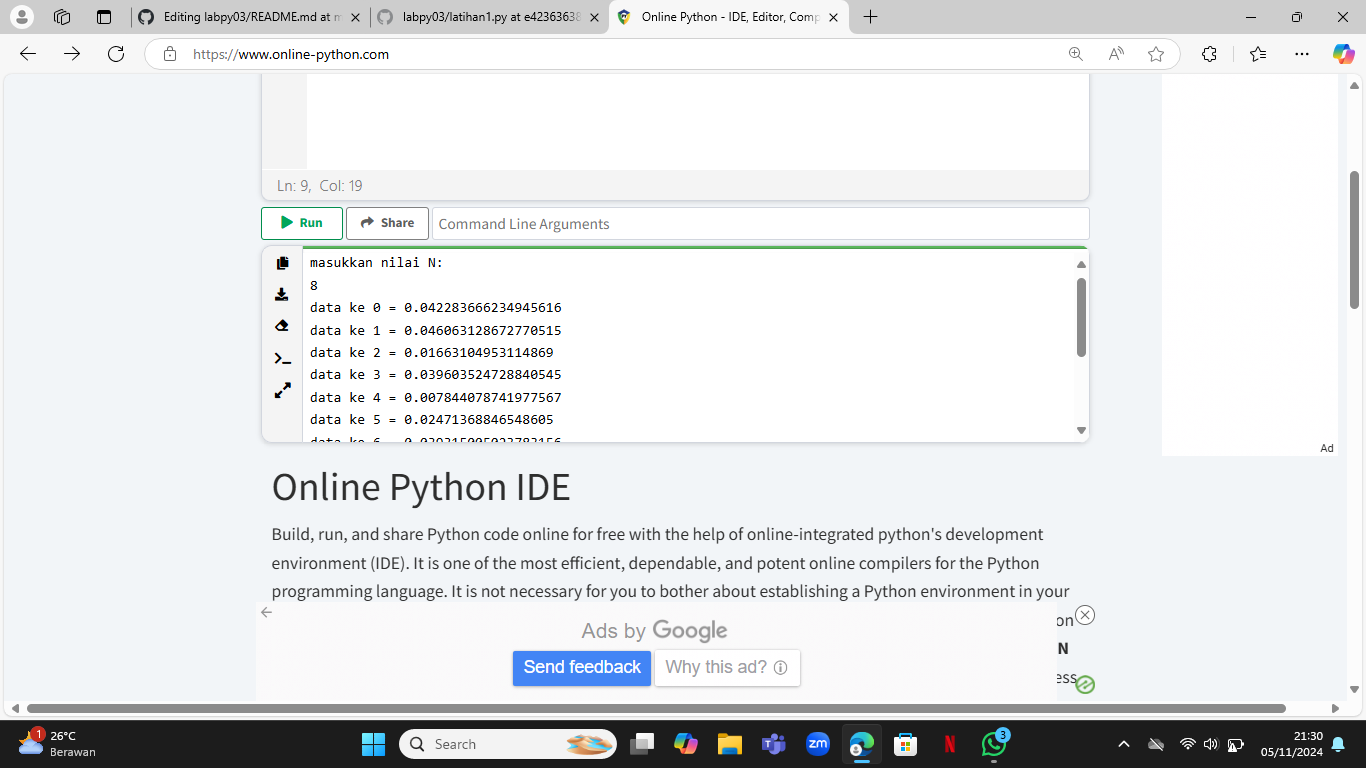 Editing labpy03/README.md at m
labpy03/latihan1.py at e42363638
Online Python - IDE, Editor, Comp
https://www.online-python.com
Ln: 9, Col: 19
Run
Share
Command Line Arguments
masukkan nilai N:
8
data ke 0 = 0.042283666234945616
data ke 1 = 0.046063128672770515
data ke 2 = 0.01663104953114869
data ke 3 = 0.039603524728840545
data ke 4 = 0.007844078741977567
data ke 5 = 0.02471368846548605
data ke 6
Ad
Online Python IDE
Build, run, and share Python code online for free with the help of online-integrated python's development
environment (IDE). It is one of the most efficient, dependable, and potent online compilers for the Python
programming language. It is not necessary for you to bother about establishing a Python environment in your
on
N
ess
Ads by Google
Send feedback
Why this ad?
1
26°C
Berawan
Search
zm
N
3
21:30
05/11/2024